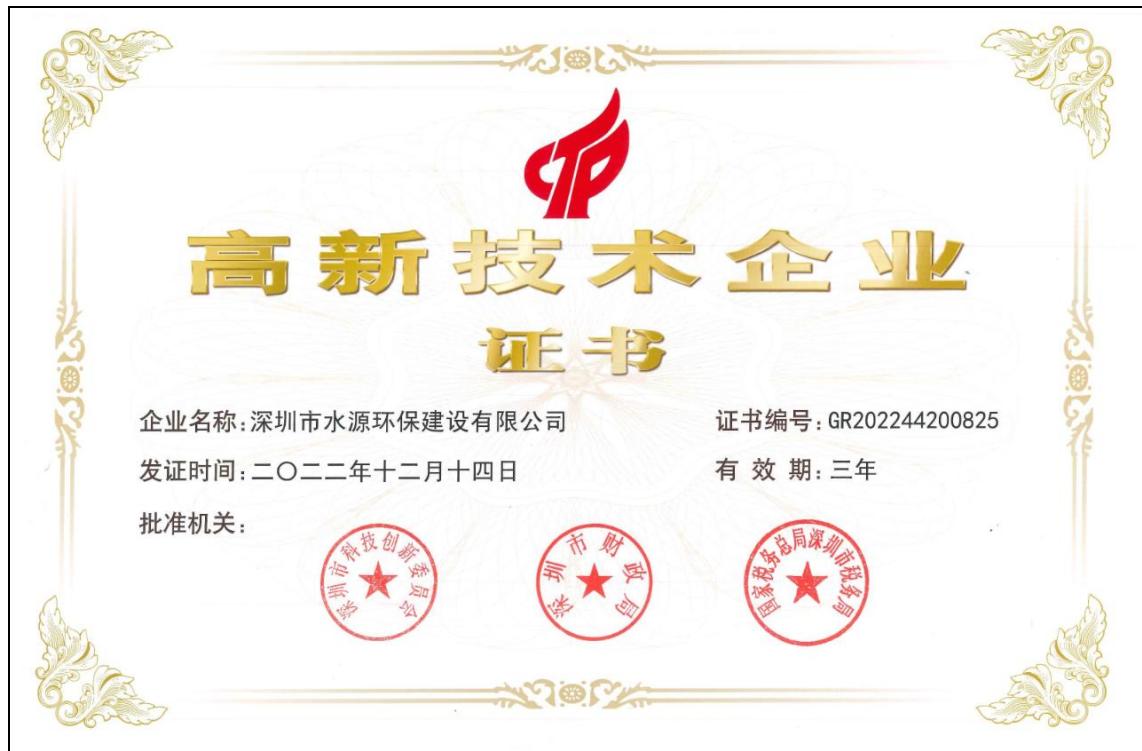 CTP
高新技术企业
证书
企业名称:深圳市水源环保建设有限公司
证书编号:GR202244200825
发证时间:二〇二二年十二月十四日
有 效 期:三年
批准机关:
深圳市科技创新委员会
深圳市财政局
国家税务总局深圳市税务局